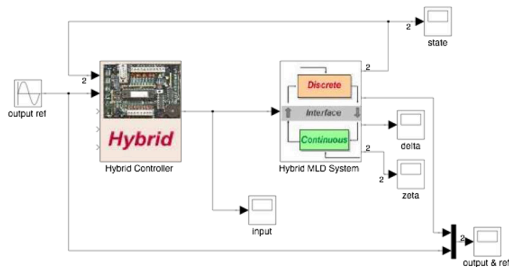 2
state
2
2
Discrete
output ref
Interface
Hybrid
Continuous
delta
Hybrid Controller
Hybrid MLD System
2
2
zeta
input
2
output & ref